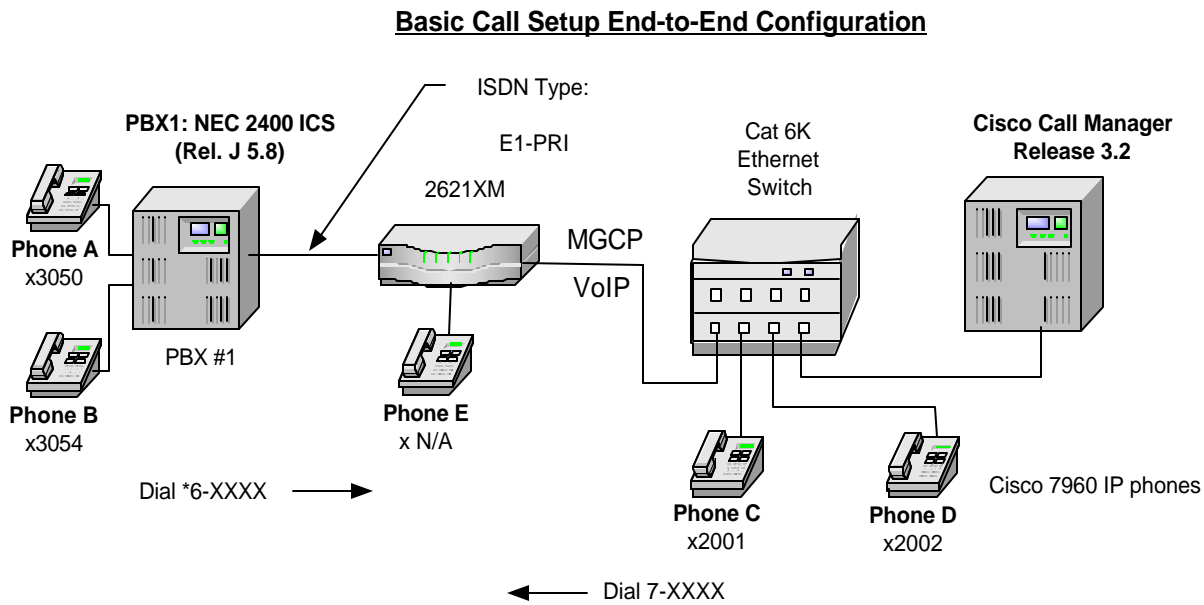 Basic Call Setup End-to-End Configuration
ISDN Type:
E1-PRI
PBX1: NEC 2400 ICS
(Rel. J 5.8)
2621XM
Cat 6K
Ethernet
Switch
Cisco Call Manager
Release 3.2
Phone A
x3050
MGCP
VoIP
PBX #1
Phone B
x3054
Phone E
x N/A
Dial *6-XXXX
Phone C
x2001
Phone D
x2002
Cisco 7960 IP phones
Dial 7-XXXX